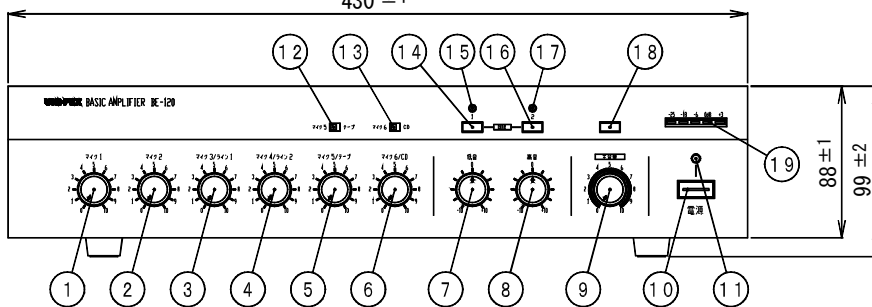 430 ±
⑫ ⑬ ⑭ ⑮ ⑯ ⑰ ⑱
BASIC AMPLIFIER BE-120
1 2
マイク5 テープ マイク6 CD
⑲
マイク1 マイク2 マイク3/ライン1 マイク4/ライン2 マイク5/テープ マイク6/CD 低音 高音
電源
① ② ③ ④ ⑤ ⑥ ⑦ ⑧ ⑨ ⑩ ⑪
88±1
99±2